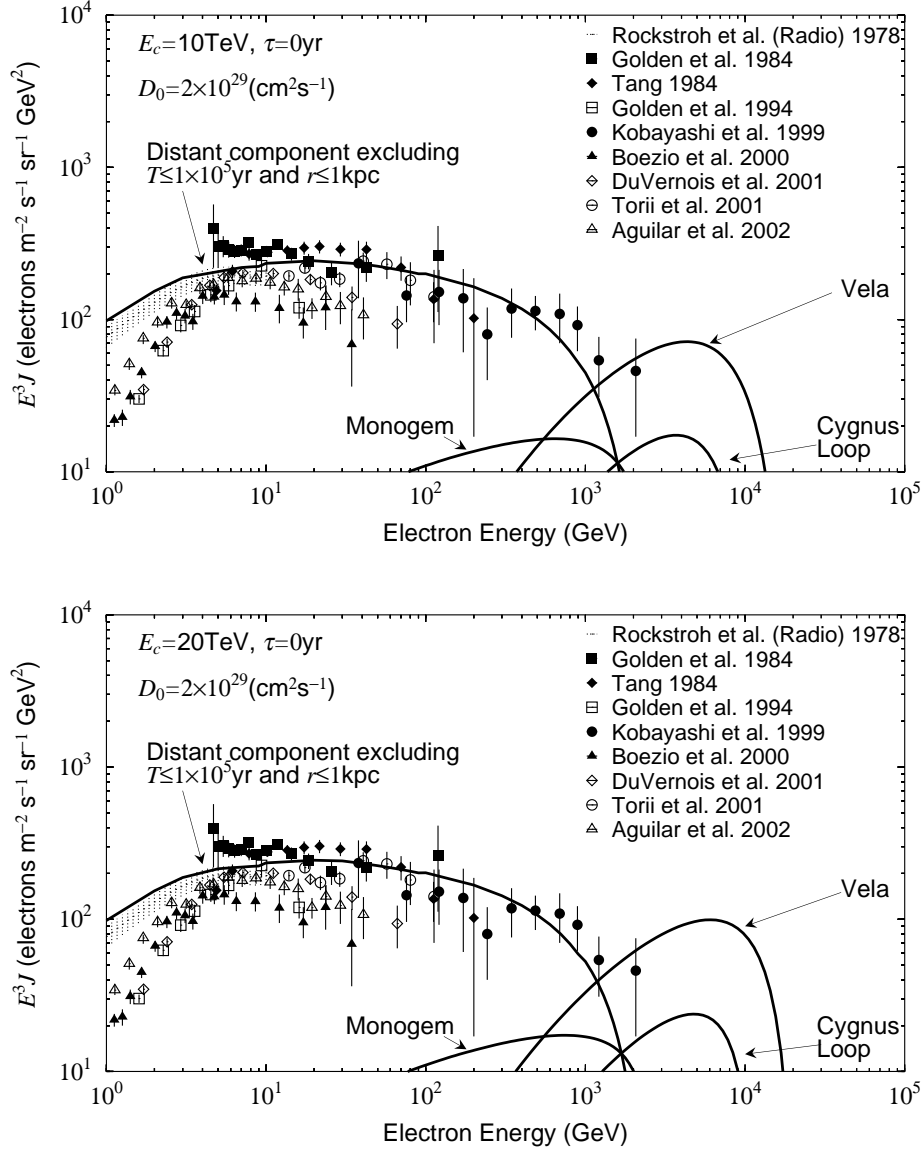 E_c=10TeV, τ=0yr
D_0=2×10^29(cm^2s^−1)
Rockstroh et al. (Radio) 1978
Golden et al. 1984
Tang 1984
Golden et al. 1994
Kobayashi et al. 1999
Boezio et al. 2000
DuVernois et al. 2001
Torii et al. 2001
Aguilar et al. 2002
Distant component excluding
T≤1×10^5yr and r≤1kpc
Vela
Monogem
Cygnus
Loop
E^3J (electrons m^−2 s^−1 sr^−1 GeV^2)
10^4
10^3
10^2
10^1
10^0 10^1 10^2 10^3 10^4 10^5
Electron Energy (GeV)
E_c=20TeV, τ=0yr
D_0=2×10^29(cm^2s^−1)
Rockstroh et al. (Radio) 1978
Golden et al. 1984
Tang 1984
Golden et al. 1994
Kobayashi et al. 1999
Boezio et al. 2000
DuVernois et al. 2001
Torii et al. 2001
Aguilar et al. 2002
Distant component excluding
T≤1×10^5yr and r≤1kpc
Vela
Monogem
Cygnus
Loop
E^3J (electrons m^−2 s^−1 sr^−1 GeV^2)
10^4
10^3
10^2
10^1
10^0 10^1 10^2 10^3 10^4 10^5
Electron Energy (GeV)